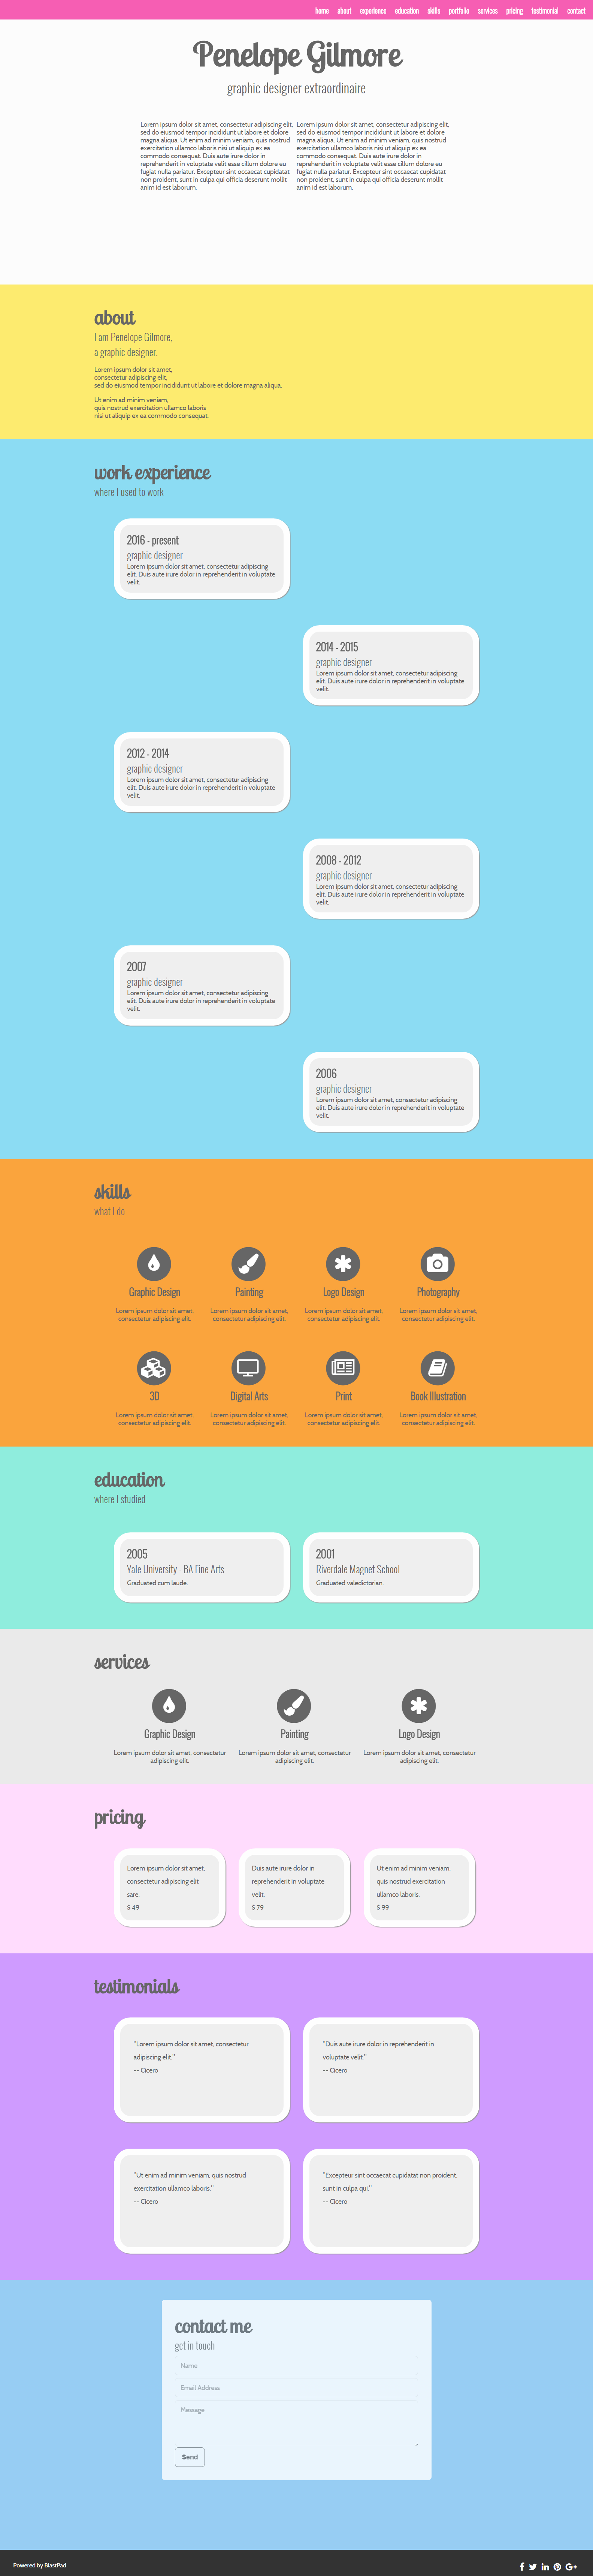 home about experience education skills portfolio services pricing testimonial contact
Penelope Gilmore
graphic designer extraordinaire
Lorem ipsum dolor sit amet, consectetur adipiscing elit,
sed do eiusmod tempor incididunt ut labore et dolore
magna aliqua. Ut enim ad minim veniam, quis nostrud
exercitation ullamco laboris nisi ut aliquip ex ea
commodo consequat. Duis aute irure dolor in
reprehenderit in voluptate velit esse cillum dolore eu
fugiat nulla pariatur. Excepteur sint occaecat cupidatat
non proident, sunt in culpa qui officia deserunt mollit
anim id est laborum.
Lorem ipsum dolor sit amet, consectetur adipiscing elit,
sed do eiusmod tempor incididunt ut labore et dolore
magna aliqua. Ut enim ad minim veniam, quis nostrud
exercitation ullamco laboris nisi ut aliquip ex ea
commodo consequat. Duis aute irure dolor in
reprehenderit in voluptate velit esse cillum dolore eu
fugiat nulla pariatur. Excepteur sint occaecat cupidatat
non proident, sunt in culpa qui officia deserunt mollit
anim id est laborum.
about
I am Penelope Gilmore,
a graphic designer.
Lorem ipsum dolor sit amet,
consectetur adipiscing elit,
sed do eiusmod tempor incididunt ut labore et dolore magna aliqua.
Ut enim ad minim veniam,
quis nostrud exercitation ullamco laboris
nisi ut aliquip ex ea commodo consequat.
work experience
where I used to work
2016 - present
graphic designer
Lorem ipsum dolor sit amet, consectetur adipiscing
elit. Duis aute irure dolor in reprehenderit in voluptate
velit.
2014 - 2015
graphic designer
Lorem ipsum dolor sit amet, consectetur adipiscing
elit. Duis aute irure dolor in reprehenderit in voluptate
velit.
2012 - 2014
graphic designer
Lorem ipsum dolor sit amet, consectetur adipiscing
elit. Duis aute irure dolor in reprehenderit in voluptate
velit.
2008 - 2012
graphic designer
Lorem ipsum dolor sit amet, consectetur adipiscing
elit. Duis aute irure dolor in reprehenderit in voluptate
velit.
2007
graphic designer
Lorem ipsum dolor sit amet, consectetur adipiscing
elit. Duis aute irure dolor in reprehenderit in voluptate
velit.
2006
graphic designer
Lorem ipsum dolor sit amet, consectetur adipiscing
elit. Duis aute irure dolor in reprehenderit in voluptate
velit.
skills
what I do
Graphic Design
Lorem ipsum dolor sit amet,
consectetur adipiscing elit.
Painting
Lorem ipsum dolor sit amet,
consectetur adipiscing elit.
Logo Design
Lorem ipsum dolor sit amet,
consectetur adipiscing elit.
Photography
Lorem ipsum dolor sit amet,
consectetur adipiscing elit.
3D
Lorem ipsum dolor sit amet,
consectetur adipiscing elit.
Digital Arts
Lorem ipsum dolor sit amet,
consectetur adipiscing elit.
Print
Lorem ipsum dolor sit amet,
consectetur adipiscing elit.
Book Illustration
Lorem ipsum dolor sit amet,
consectetur adipiscing elit.
education
where I studied
2005
Yale University - BA Fine Arts
Graduated cum laude.
2001
Riverdale Magnet School
Graduated valedictorian.
services
Graphic Design
Lorem ipsum dolor sit amet, consectetur
adipiscing elit.
Painting
Lorem ipsum dolor sit amet, consectetur
adipiscing elit.
Logo Design
Lorem ipsum dolor sit amet, consectetur
adipiscing elit.
pricing
Lorem ipsum dolor sit amet,
consectetur adipiscing elit
sare.
$ 49
Duis aute irure dolor in
reprehenderit in voluptate
velit.
$ 79
Ut enim ad minim veniam,
quis nostrud exercitation
ullamco laboris.
$ 99
testimonials
"Lorem ipsum dolor sit amet, consectetur
adipiscing elit."
-- Cicero
"Duis aute irure dolor in reprehenderit in
voluptate velit."
-- Cicero
"Ut enim ad minim veniam, quis nostrud
exercitation ullamco laboris."
-- Cicero
"Excepteur sint occaecat cupidatat non proident,
sunt in culpa qui."
-- Cicero
contact me
get in touch
Name
Email Address
Message
Send
Powered by BlastPad